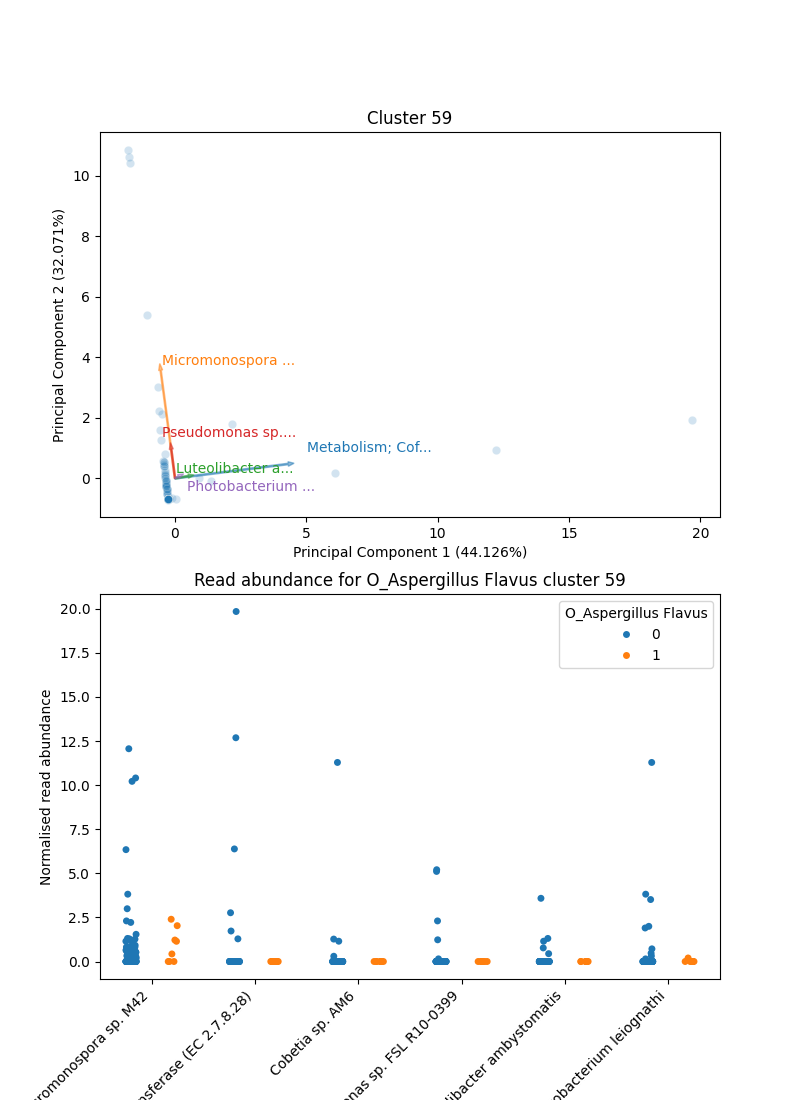 Cluster 59
10
8
6
4
2
0
Principal Component 2 (32.071%)
Micromonospora ...
Pseudomonas sp....
Metabolism; Cof...
Luteolibacter a...
Photobacterium ...
0
5
10
15
20
Principal Component 1 (44.126%)
Read abundance for O_Aspergillus Flavus cluster 59
20.0
17.5
15.0
12.5
10.0
7.5
5.0
2.5
0.0
Normalised read abundance
O_Aspergillus Flavus
0
1
romonospora sp. M42
sferase (EC 2.7.8.28)
Cobetia sp. AM6
nas sp. FSL R10-0399
libacter ambystomatis
obacterium leiognathi